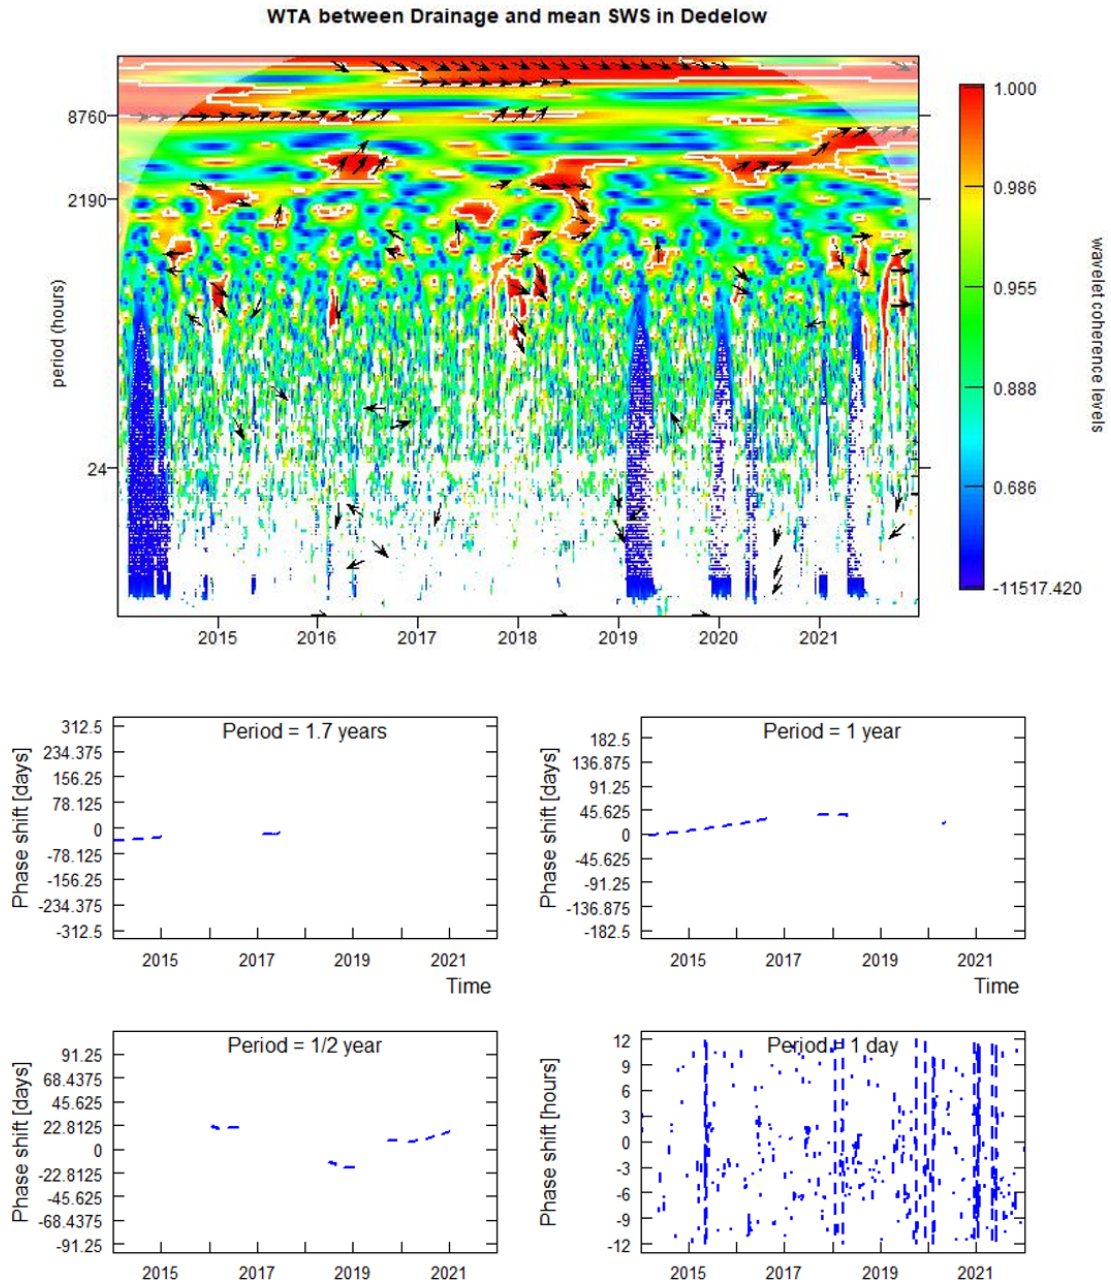 WTA between Drainage and mean SWS in Dedelow
8760
2190
24
period (hours)
2015 2016 2017 2018 2019 2020 2021
1.000
0.986
0.955
0.888
0.686
-11517.420
wavelet coherence levels
Period = 1.7 years
Phase shift [days]
312.5
234.375
156.25
78.125
0
-78.125
-156.25
-234.375
-312.5
2015 2017 2019 2021
Time
Period = 1 year
Phase shift [days]
182.5
136.875
91.25
45.625
0
-45.625
-91.25
-136.875
-182.5
2015 2017 2019 2021
Time
Period = 1/2 year
Phase shift [days]
91.25
68.4375
45.625
22.8125
0
-22.8125
-45.625
-68.4375
-91.25
2015 2017 2019 2021
Period = 1 day
Phase shift [hours]
12
9
6
3
0
-3
-6
-9
-12
2015 2017 2019 2021